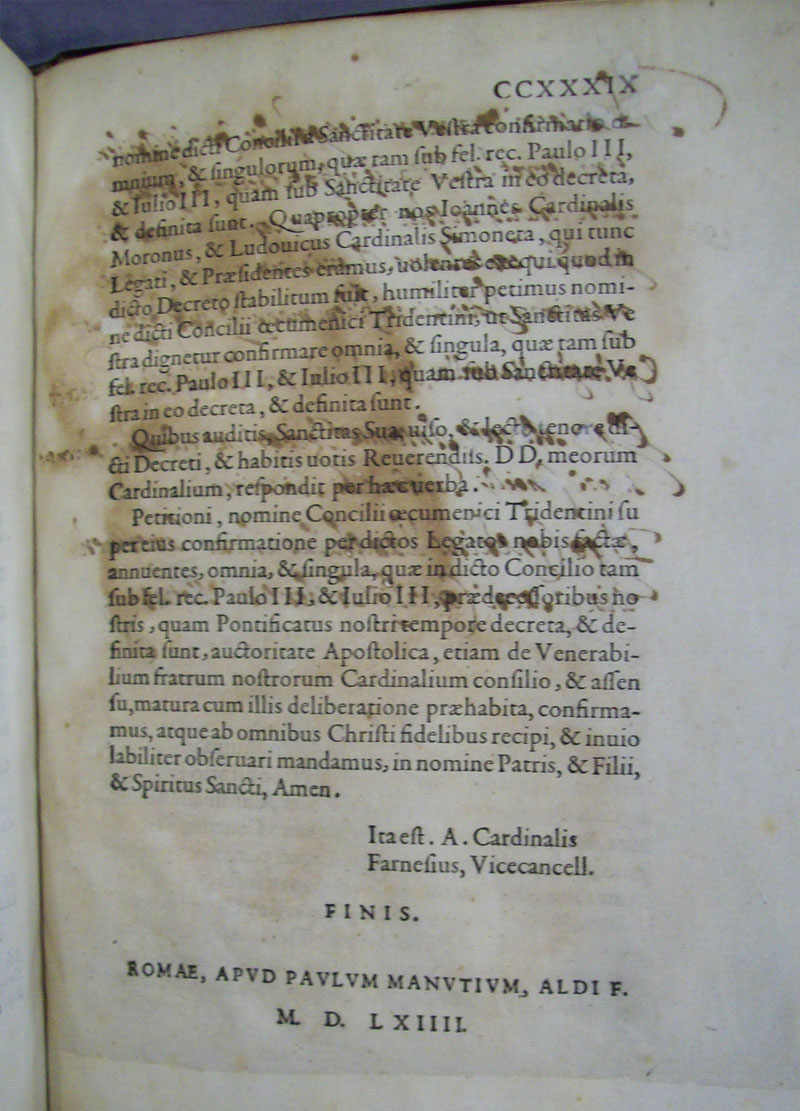 CCXXXIX
nomine dicti Concilii a Sanctitate Vestra confirmatio o-
mnium, & singulorum, quæ tam sub fel. rec. Paulo III,
& Iulio III, quam sub Sanctitate Vestra in eo decreta,
& definita sunt. Quapropter nos Ioannes Cardinalis
Moronus, & Ludouicus Cardinalis Simoneta, qui tunc
Legati, & Præsidentes eramus, uolentes exequi quod in
dicto Decreto stabilitum fuit, humiliter petimus nomi-
ne dicti Concilii œcumenici Tridentini, ut Sanctitas Ve
stra dignetur confirmare omnia, & singula, quæ tam sub
fel. rec. Paulo III, & Iulio III, quam sub Sanctitate Ve
stra in eo decreta, & definita sunt.
Quibus auditis, Sanctitas Sua, uiso, & lecto tenore di-
cti Decreti, & habitis uotis Reuerendiss. D D. meorum
Cardinalium, respondit per hæc uerba.
Petitioni, nomine Concilii œcumenici Tridentini su
per eius confirmatione per dictos Legatos nobis factæ,
annuentes, omnia, & singula, quæ in dicto Concilio tam
sub fel. rec. Paulo III, & Iulio III, prædecessoribus no
stris, quam Pontificatus nostri tempore decreta, & de-
finita sunt, auctoritate Apostolica, etiam de Venerabi-
lium fratrum nostrorum Cardinalium consilio, & assen
su, matura cum illis deliberatione præhabita, confirma-
mus, atque ab omnibus Christi fidelibus recipi, & inuio
labiliter obseruari mandamus, in nomine Patris, & Filii,
& Spiritus Sancti, Amen.
Ita est. A. Cardinalis
Farnesius, Vicecancell.
FINIS.
ROMAE, APVD PAVLVM MANVTIVM, ALDI F.
M. D. LXIIII.